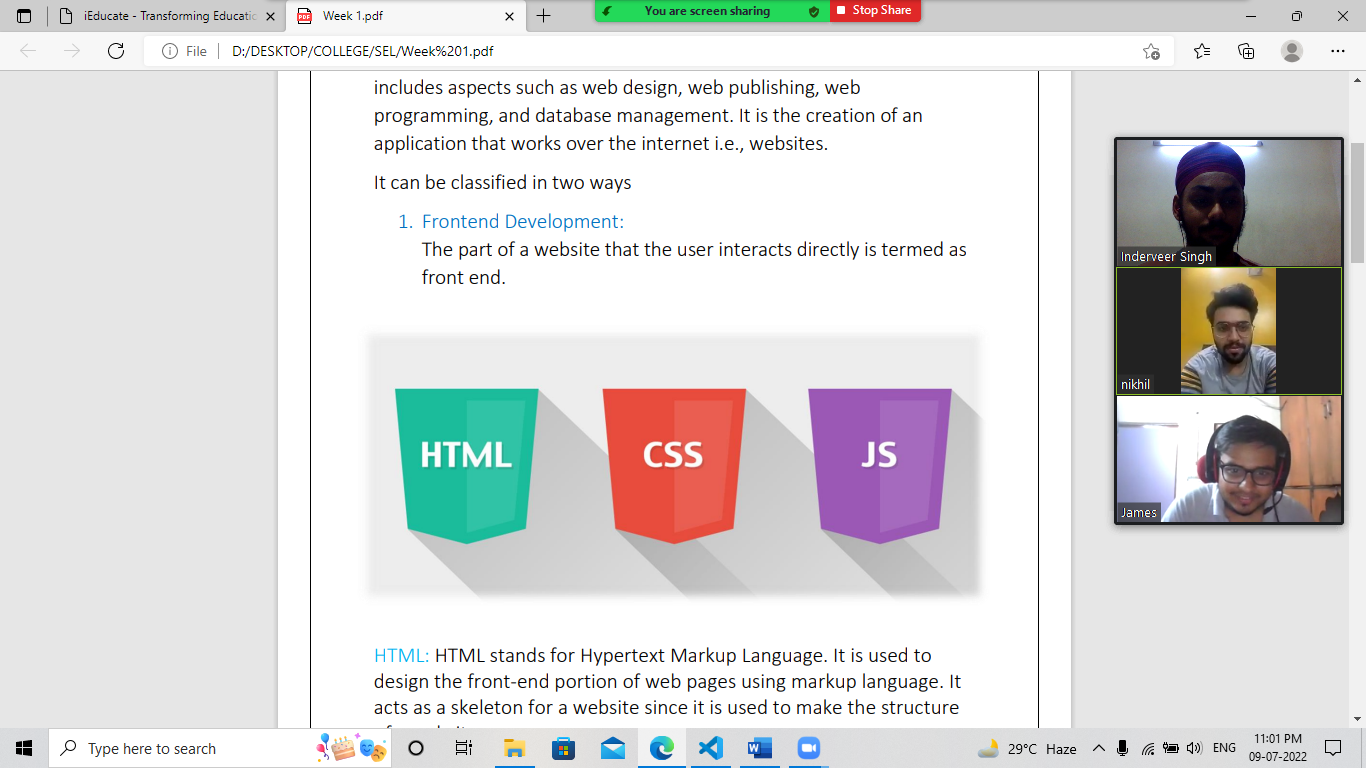 iEducate - Transforming Educatic
Week 1.pdf
You are screen sharing
Stop Share
File
D:/DESKTOP/COLLEGE/SEL/Week%201.pdf
includes aspects such as web design, web publishing, web
programming, and database management. It is the creation of an
application that works over the internet i.e., websites.
It can be classified in two ways
1. Frontend Development:
The part of a website that the user interacts directly is termed as
front end.
HTML
CSS
JS
HTML: HTML stands for Hypertext Markup Language. It is used to
design the front-end portion of web pages using markup language. It
acts as a skeleton for a website since it is used to make the structure
Inderveer Singh
nikhil
James
Type here to search
29°C Haze
ENG
11:01 PM
09-07-2022